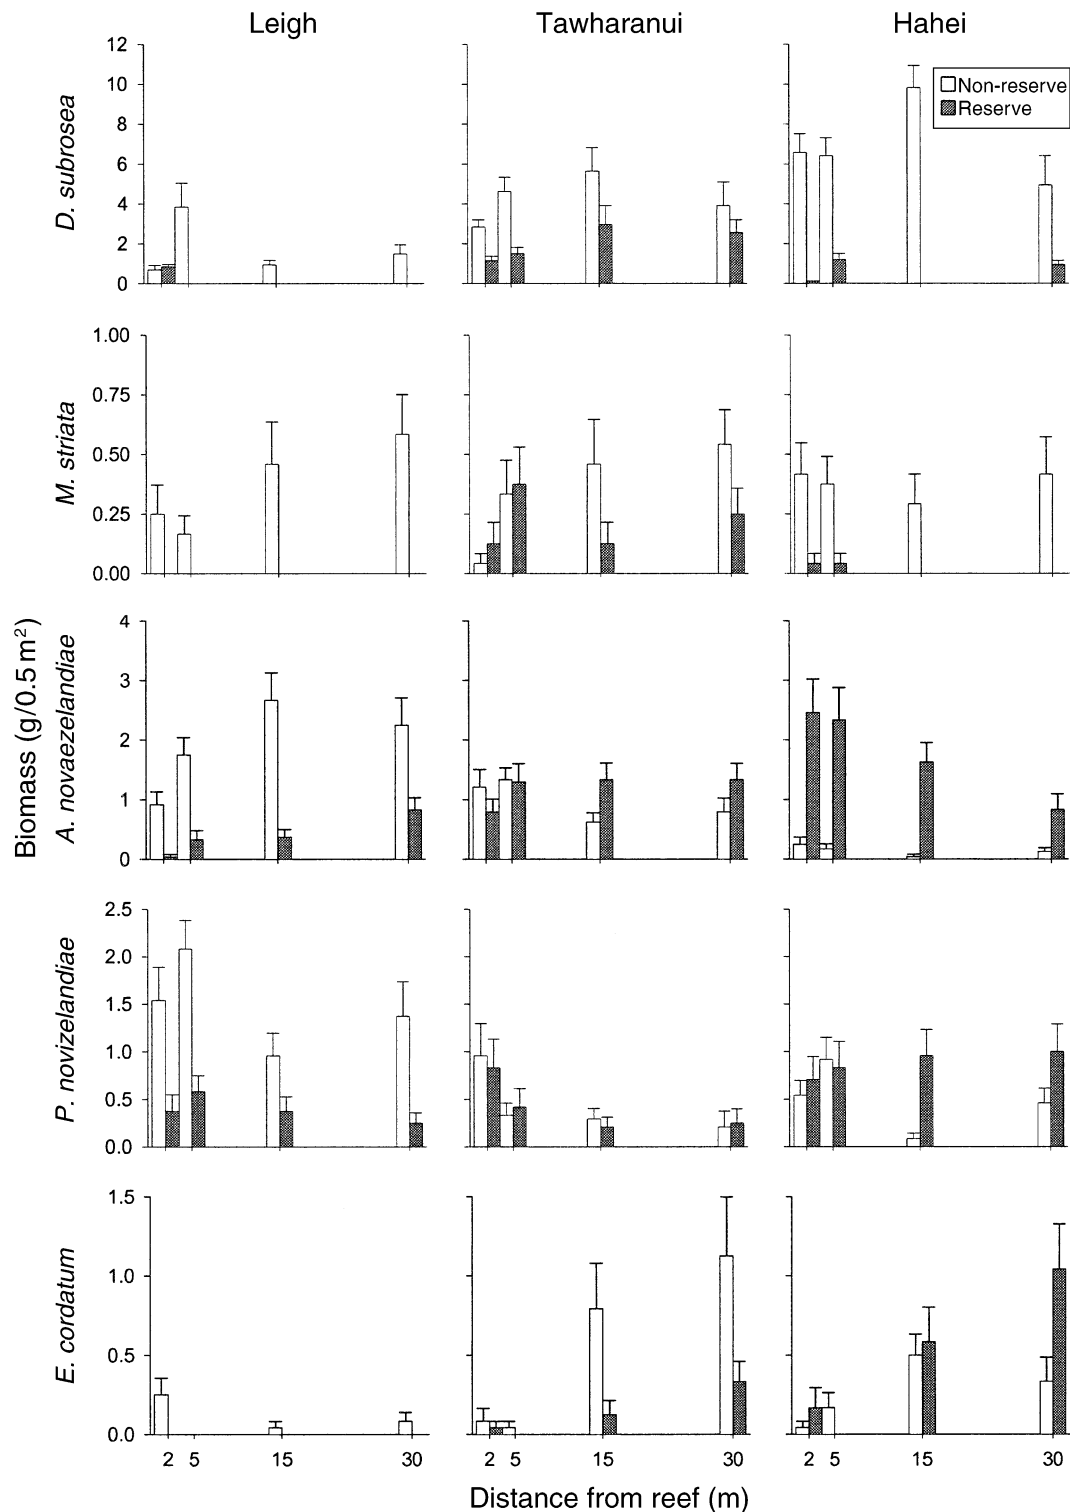 Leigh Tawharanui Hahei
Non-reserve
Reserve
D. subrosea
12
10
8
6
4
2
0
M. striata
1.00
0.75
0.50
0.25
0.00
Biomass (g/0.5 m²)
A. novaezelandiae
4
3
2
1
0
P. novizelandiae
2.5
2.0
1.5
1.0
0.5
0.0
E. cordatum
1.5
1.0
0.5
0.0
2 5 15 30 2 5 15 30 2 5 15 30
Distance from reef (m)